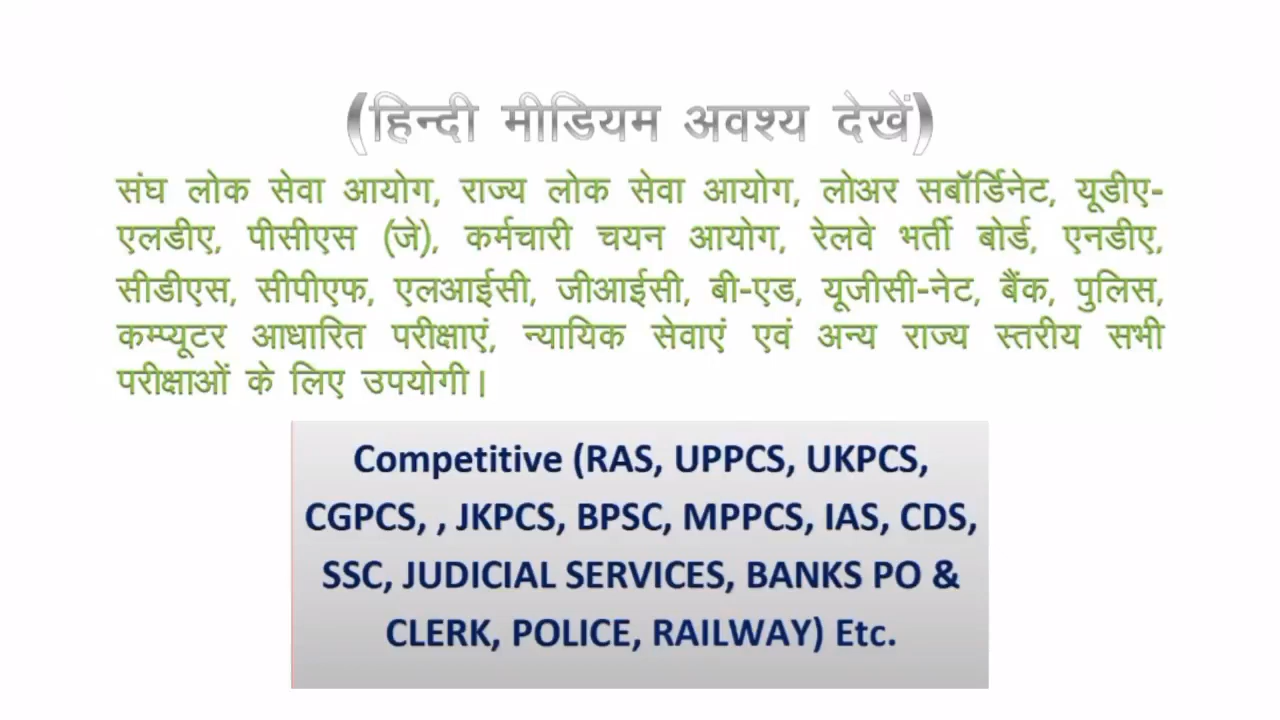 (हिन्दी मीडियम अवश्य देखें)
संघ लोक सेवा आयोग, राज्य लोक सेवा आयोग, लोअर सबॉर्डिनेट, यूडीए-
एलडीए, पीसीएस (जे), कर्मचारी चयन आयोग, रेलवे भर्ती बोर्ड, एनडीए,
सीडीएस, सीपीएफ, एलआईसी, जीआईसी, बी-एड, यूजीसी-नेट, बैंक, पुलिस,
कम्प्यूटर आधारित परीक्षाएं, न्यायिक सेवाएं एवं अन्य राज्य स्तरीय सभी
परीक्षाओं के लिए उपयोगी।
Competitive (RAS, UPPCS, UKPCS,
CGPCS, , JKPCS, BPSC, MPPCS, IAS, CDS,
SSC, JUDICIAL SERVICES, BANKS PO &
CLERK, POLICE, RAILWAY) Etc.